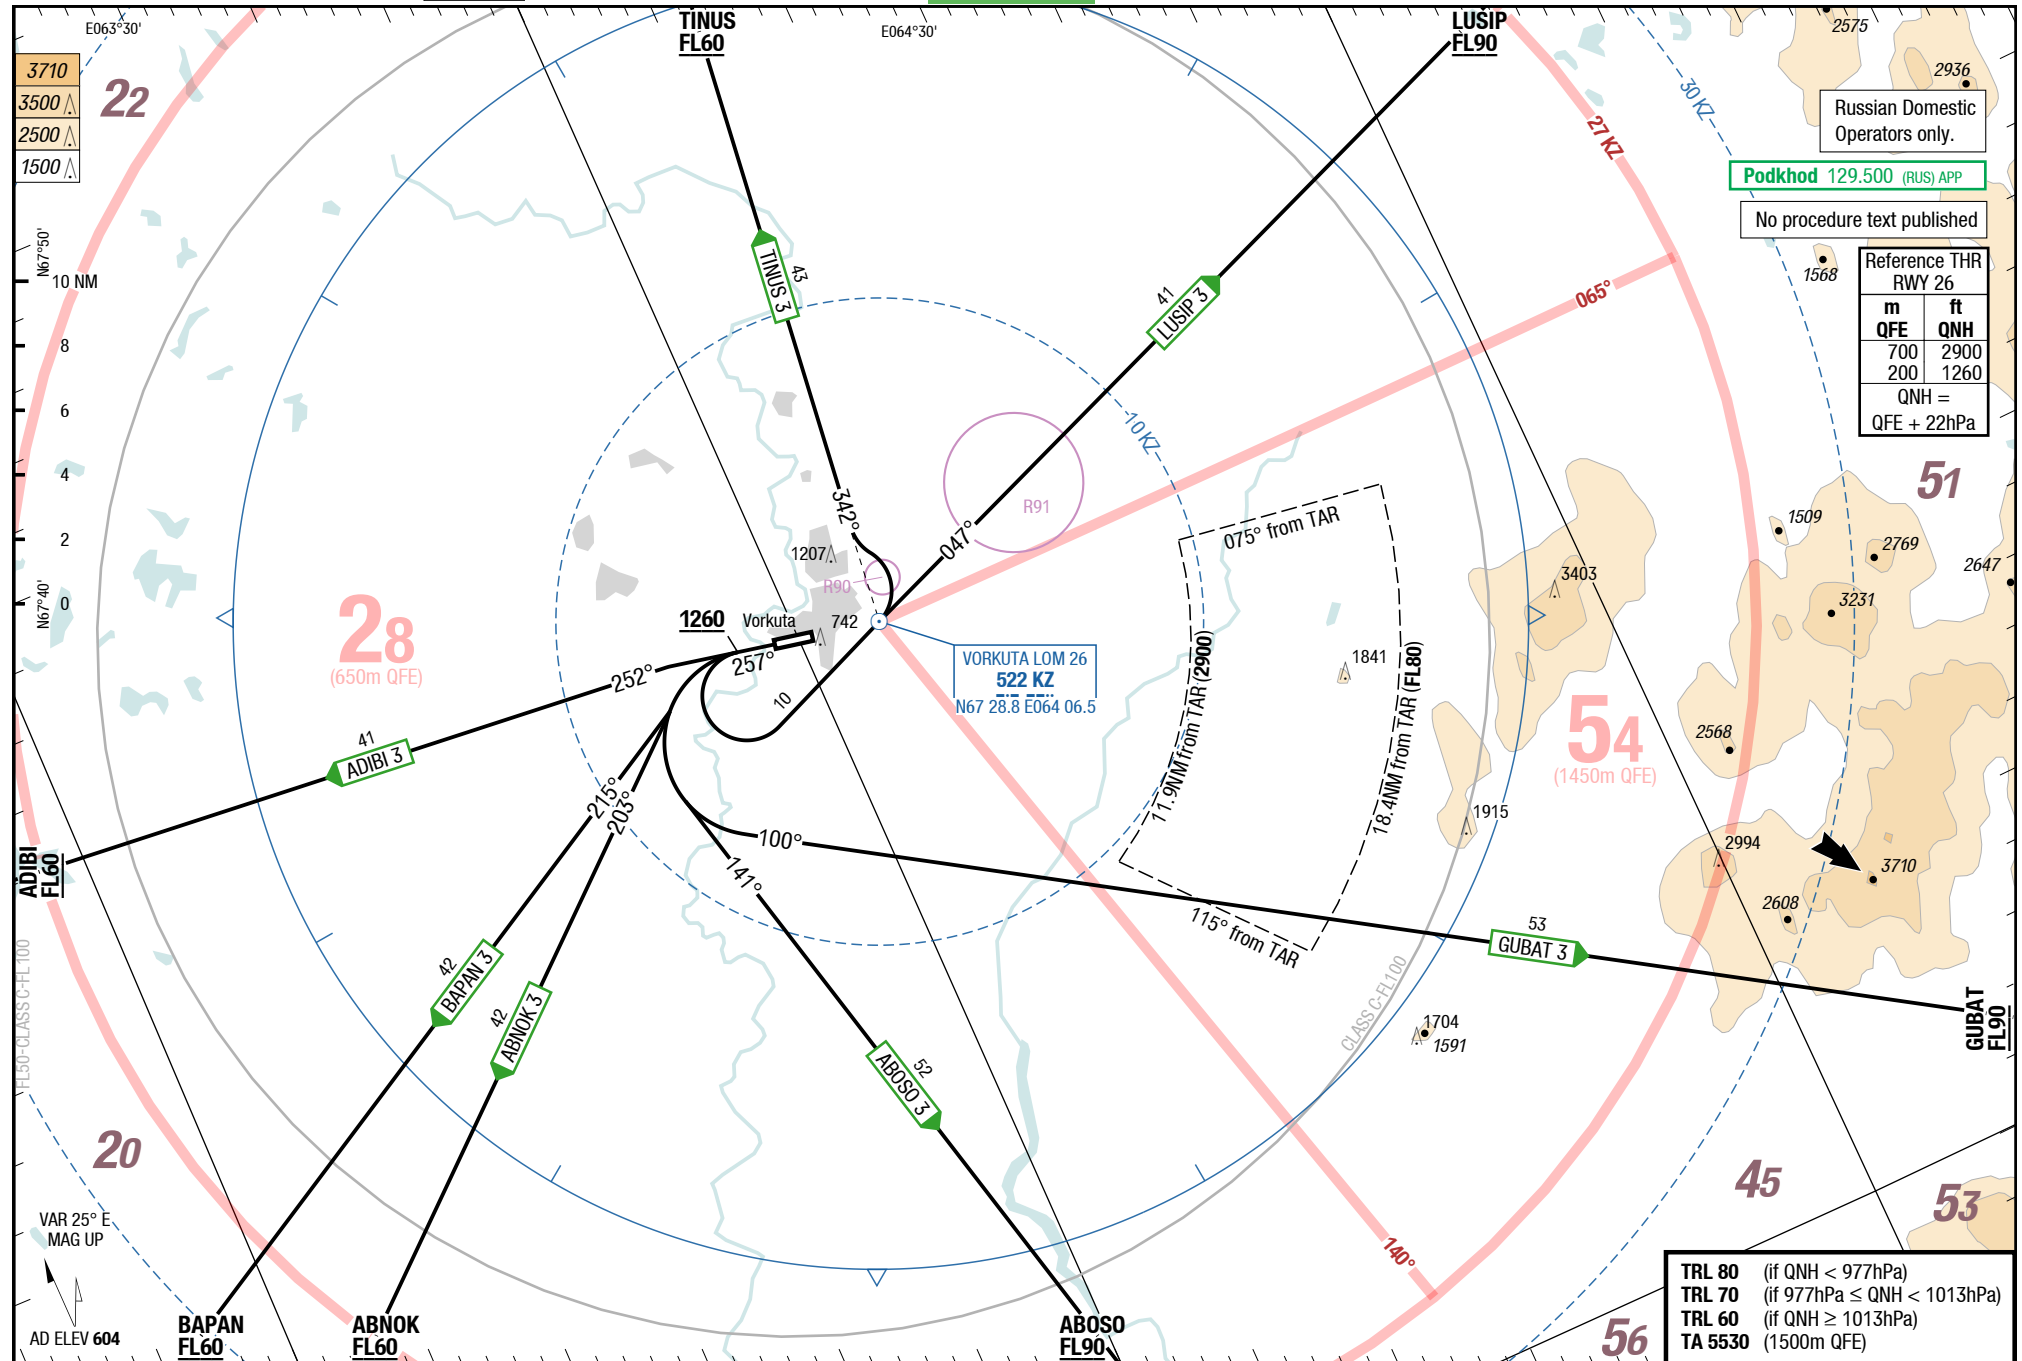 TINUS
FL60
LUSIP
FL90
E063°30'
E064°30'
3710
3500
2500
1500
22
2575
2936
30 KZ
27 KZ
Russian Domestic
Operators only.
Podkhod 129.500 (RUS) APP
No procedure text published
1568
Reference THR
RWY 26
m ft
QFE QNH
700 2900
200 1260
QNH =
QFE + 22hPa
N67°50'
10 NM
8
6
4
2
0
N67°40'
TINUS 3
43
41
LUSIP 3
065°
10 KZ
R91
51
342°
047°
075° from TAR
1509
2769
2647
1207
R90
3403
3231
28
(650m QFE)
1260
Vorkuta
742
257°
252°
10
VORKUTA LOM 26
522 KZ
N67 28.8 E064 06.5
11.9NM from TAR (2900)
18.4NM from TAR (FL80)
1841
54
(1450m QFE)
2568
41
ADIBI 3
215°
203°
100°
141°
1915
2994
3710
2608
ADIBI
FL60
115° from TAR
53
GUBAT 3
42
BAPAN 3
42
ABNOK 3
52
ABOSO 3
FL50-CLASS C-FL100
CLASS C-FL100
1704
1591
GUBAT
FL90
20
45
53
140°
VAR 25° E
MAG UP
AD ELEV 604
BAPAN
FL60
ABNOK
FL60
ABOSO
FL90
56
TRL 80 (if QNH < 977hPa)
TRL 70 (if 977hPa ≤ QNH < 1013hPa)
TRL 60 (if QNH ≥ 1013hPa)
TA 5530 (1500m QFE)